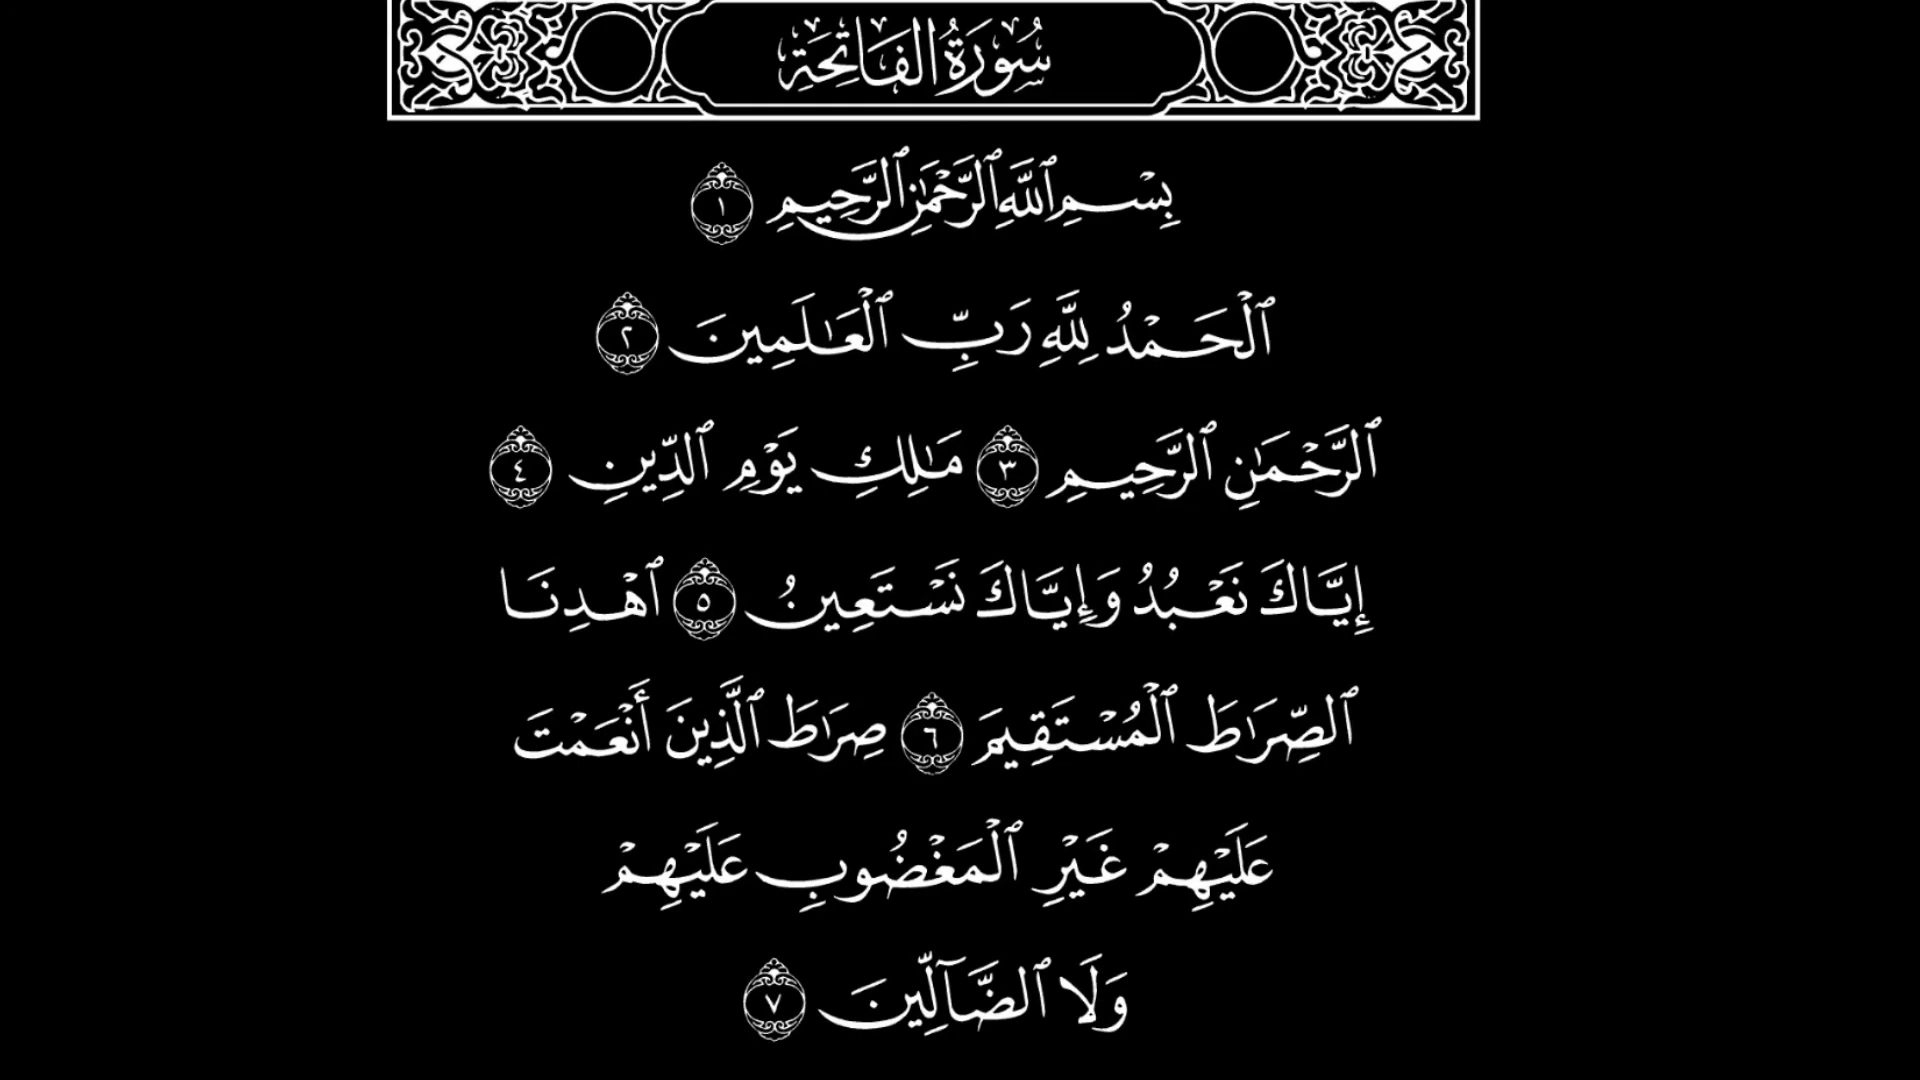 سُورَةُ الفَاتِحَةِ
بِسْمِ ٱللَّهِ ٱلرَّحْمَٰنِ ٱلرَّحِيمِ ١
ٱلْحَمْدُ لِلَّهِ رَبِّ ٱلْعَٰلَمِينَ ٢
ٱلرَّحْمَٰنِ ٱلرَّحِيمِ ٣ مَٰلِكِ يَوْمِ ٱلدِّينِ ٤
إِيَّاكَ نَعْبُدُ وَإِيَّاكَ نَسْتَعِينُ ٥ ٱهْدِنَا
ٱلصِّرَٰطَ ٱلْمُسْتَقِيمَ ٦ صِرَٰطَ ٱلَّذِينَ أَنْعَمْتَ
عَلَيْهِمْ غَيْرِ ٱلْمَغْضُوبِ عَلَيْهِمْ
وَلَا ٱلضَّآلِّينَ ٧